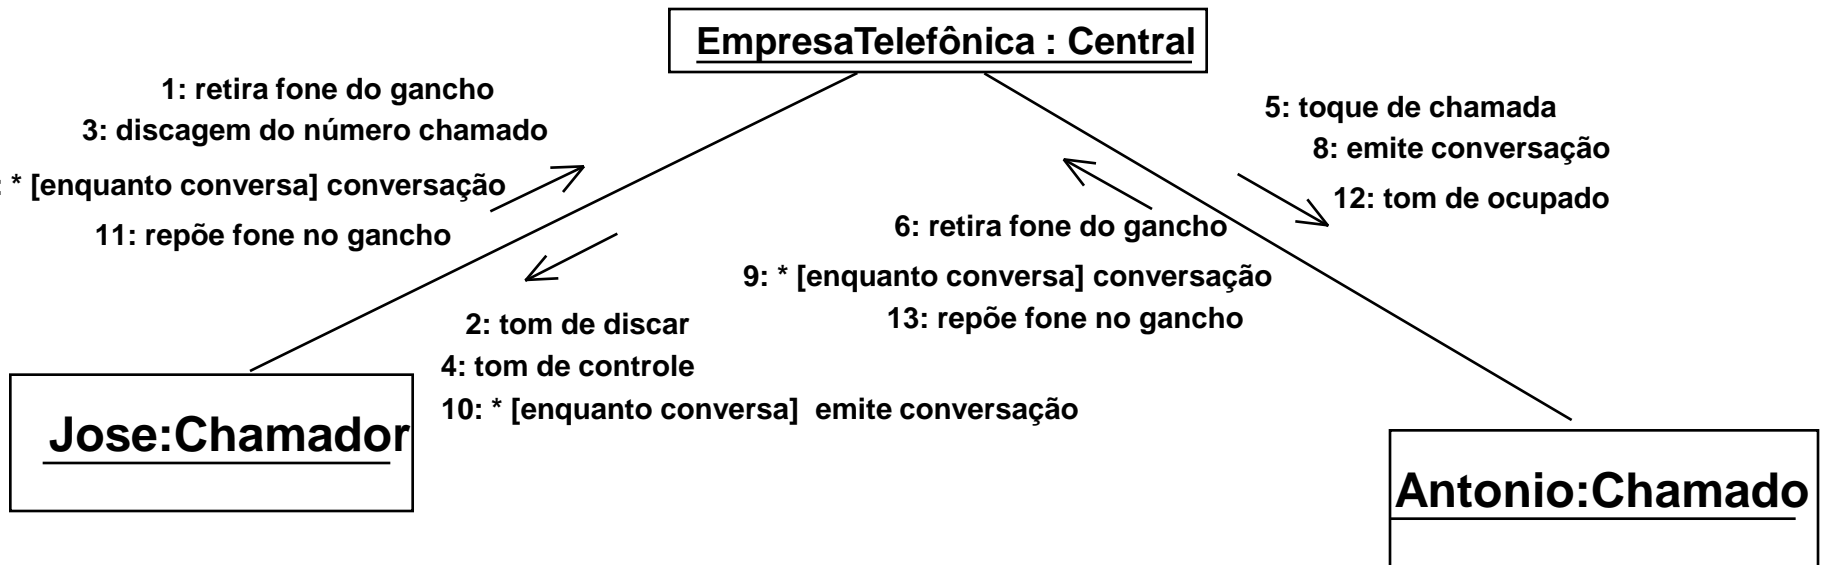 EmpresaTelefônica : Central
1: retira fone do gancho
3: discagem do número chamado
: * [enquanto conversa] conversação
11: repõe fone no gancho
5: toque de chamada
8: emite conversação
12: tom de ocupado
6: retira fone do gancho
9: * [enquanto conversa] conversação
13: repõe fone no gancho
2: tom de discar
4: tom de controle
10: * [enquanto conversa] emite conversação
Jose:Chamador
Antonio:Chamado